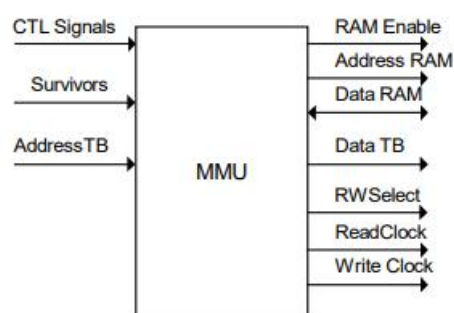 CTL Signals
Survivors
AddressTB
MMU
RAM Enable
Address RAM
Data RAM
Data TB
RWSelect
ReadClock
Write Clock